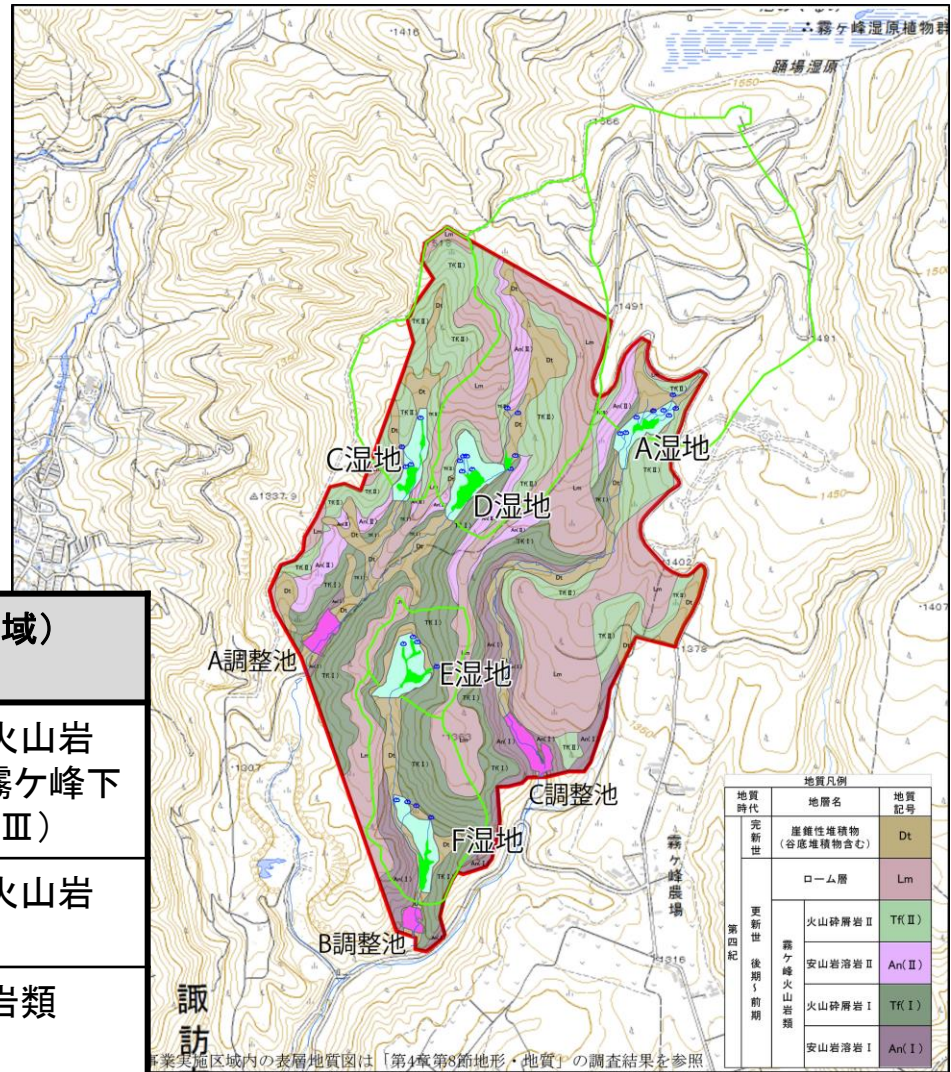 ・1416
∴霧ケ峰湿原植物群
踊場湿原
1550
1366
1491
1491
1500
1450
C湿地
A湿地
D湿地
△1337.9
1402
1407
1378
1350
域)
A調整池
E湿地
火山岩
霧ケ峰下
Ⅲ)
1307
C調整池
F湿地
霧ヶ峰農場
火山岩
B調整池
1316
岩類
諏訪
事業実施区域内の表層地質図は「第4章第8節地形・地質」の調査結果を参照
地質凡例
地質時代 地層名 地質記号
第四紀 完新世 崖錐性堆積物(谷底堆積物含む) Dt
更新世 後期~前期 ローム層 Lm
霧ケ峰火山岩類 火山砕屑岩Ⅱ Tf(Ⅱ)
安山岩溶岩Ⅱ An(Ⅱ)
火山砕屑岩Ⅰ Tf(Ⅰ)
安山岩溶岩Ⅰ An(Ⅰ)